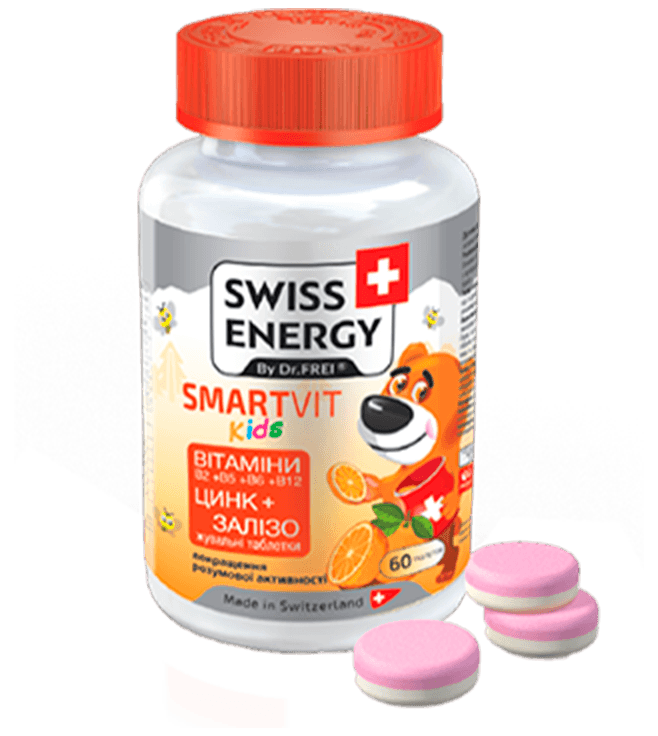 SWISS
ENERGY
By Dr.FREI®
SMARTVIT
Kids
ВІТАМІНИ
B2 +B5 +B6 +B12
ЦИНК +
ЗАЛІЗО
жувальні таблетки
покращення
розумової активності
60
Made in Switzerland